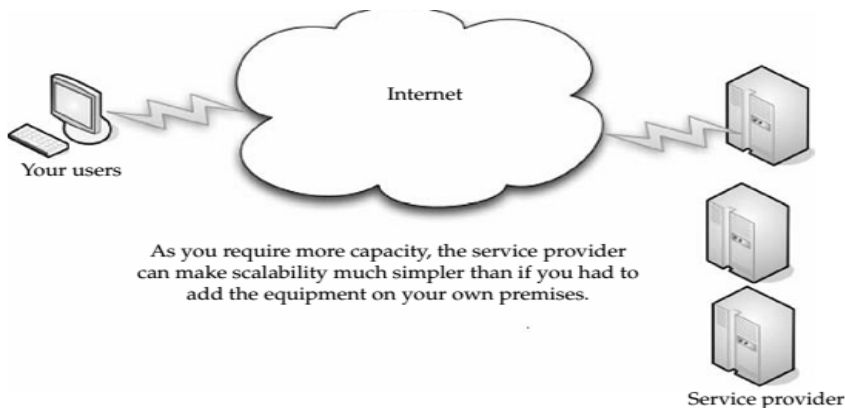 Internet
Your users
As you require more capacity, the service provider
can make scalability much simpler than if you had to
add the equipment on your own premises.
Service provider